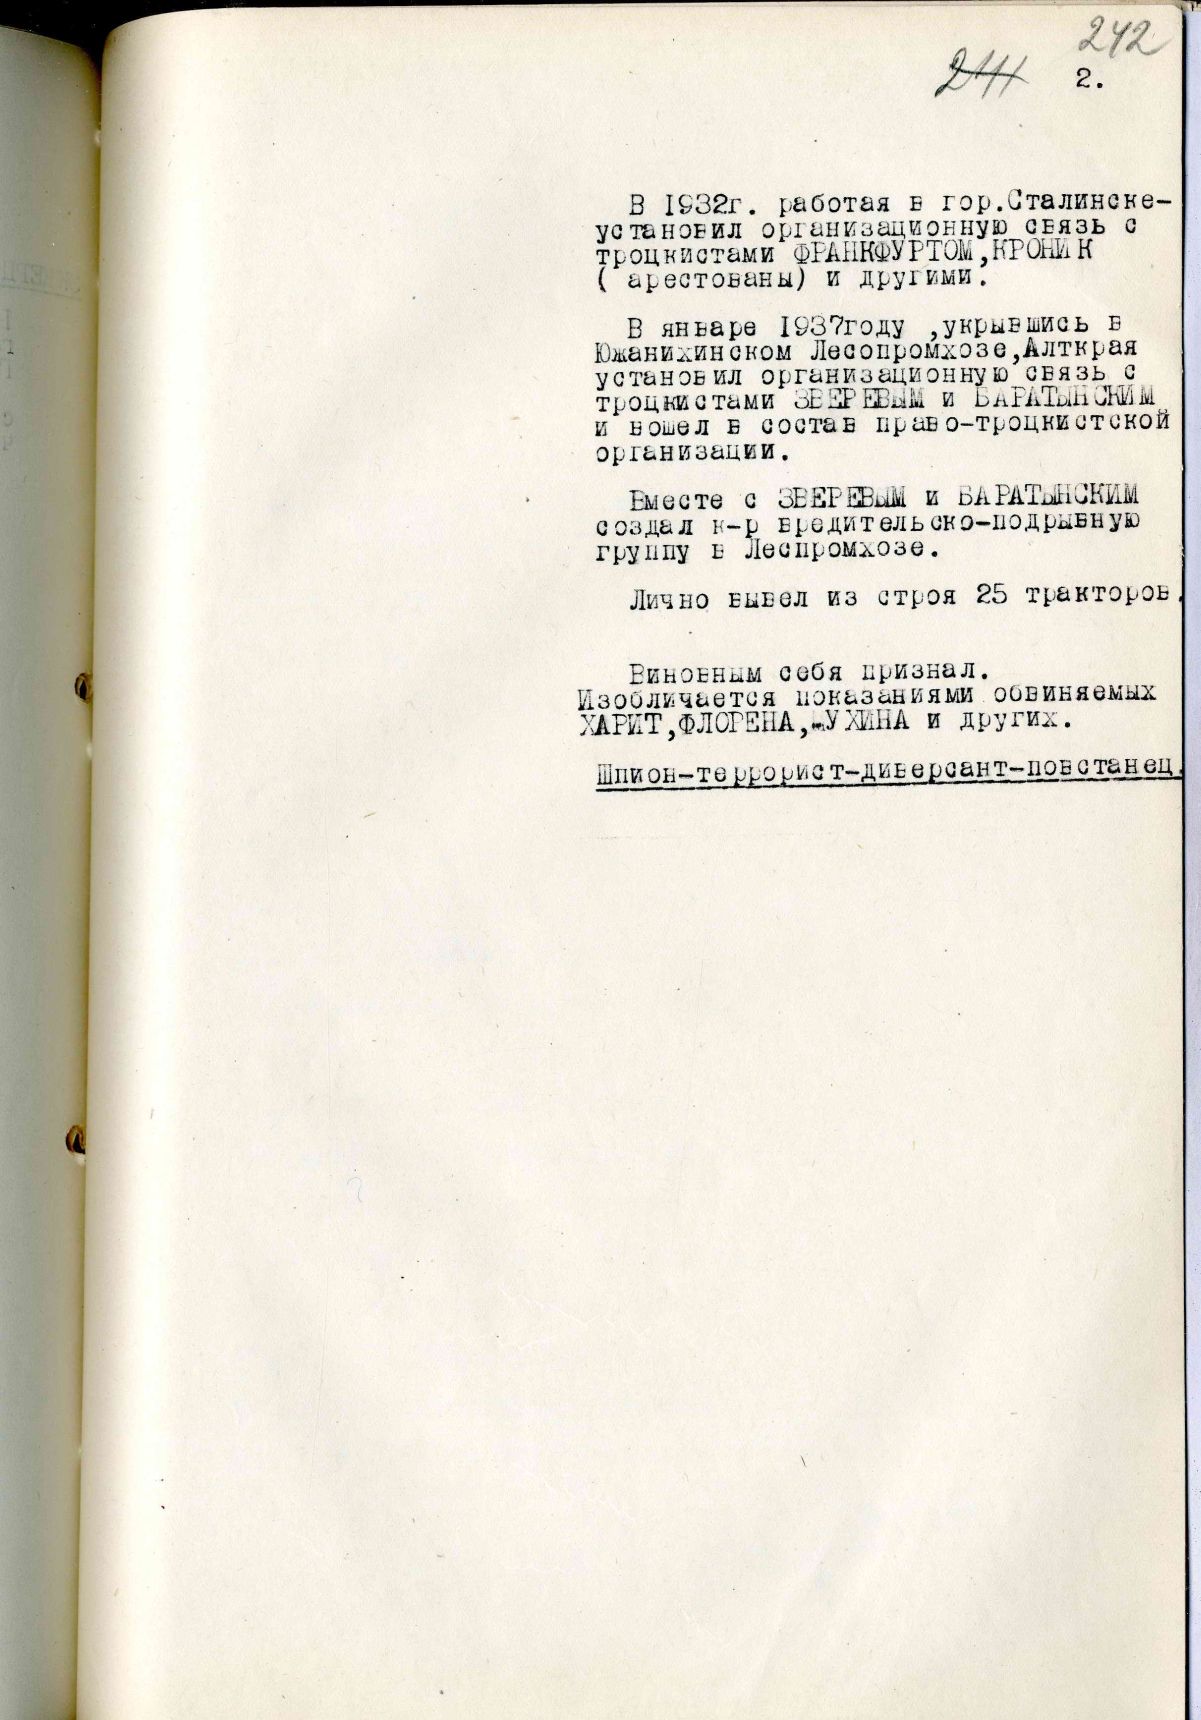 242
241 2.
В 1932г. работая в гор.Сталинске-
установил организационную связь с
троцкистами ФРАНКФУРТОМ,КРОНИК
( арестованы) и другими.
В январе 1937году ,укрывшись в
Южанихинском Лесопромхозе,Алткрая
установил организационную связь с
троцкистами ЗВЕРЕВЫМ и БАРАТЫНСКИМ
и вошел в состав право-троцкистской
организации.
Вместе с ЗВЕРЕВЫМ и БАРАТЫНСКИМ
создал к-р вредительско-подрывную
группу в Леспромхозе.
Лично вывел из строя 25 тракторов.
Виновным себя признал.
Изобличается показаниями обвиняемых
ХАРИТ,ФЛОРЕНА, и других.
Шпион-террорист-диверсант-повстанец.